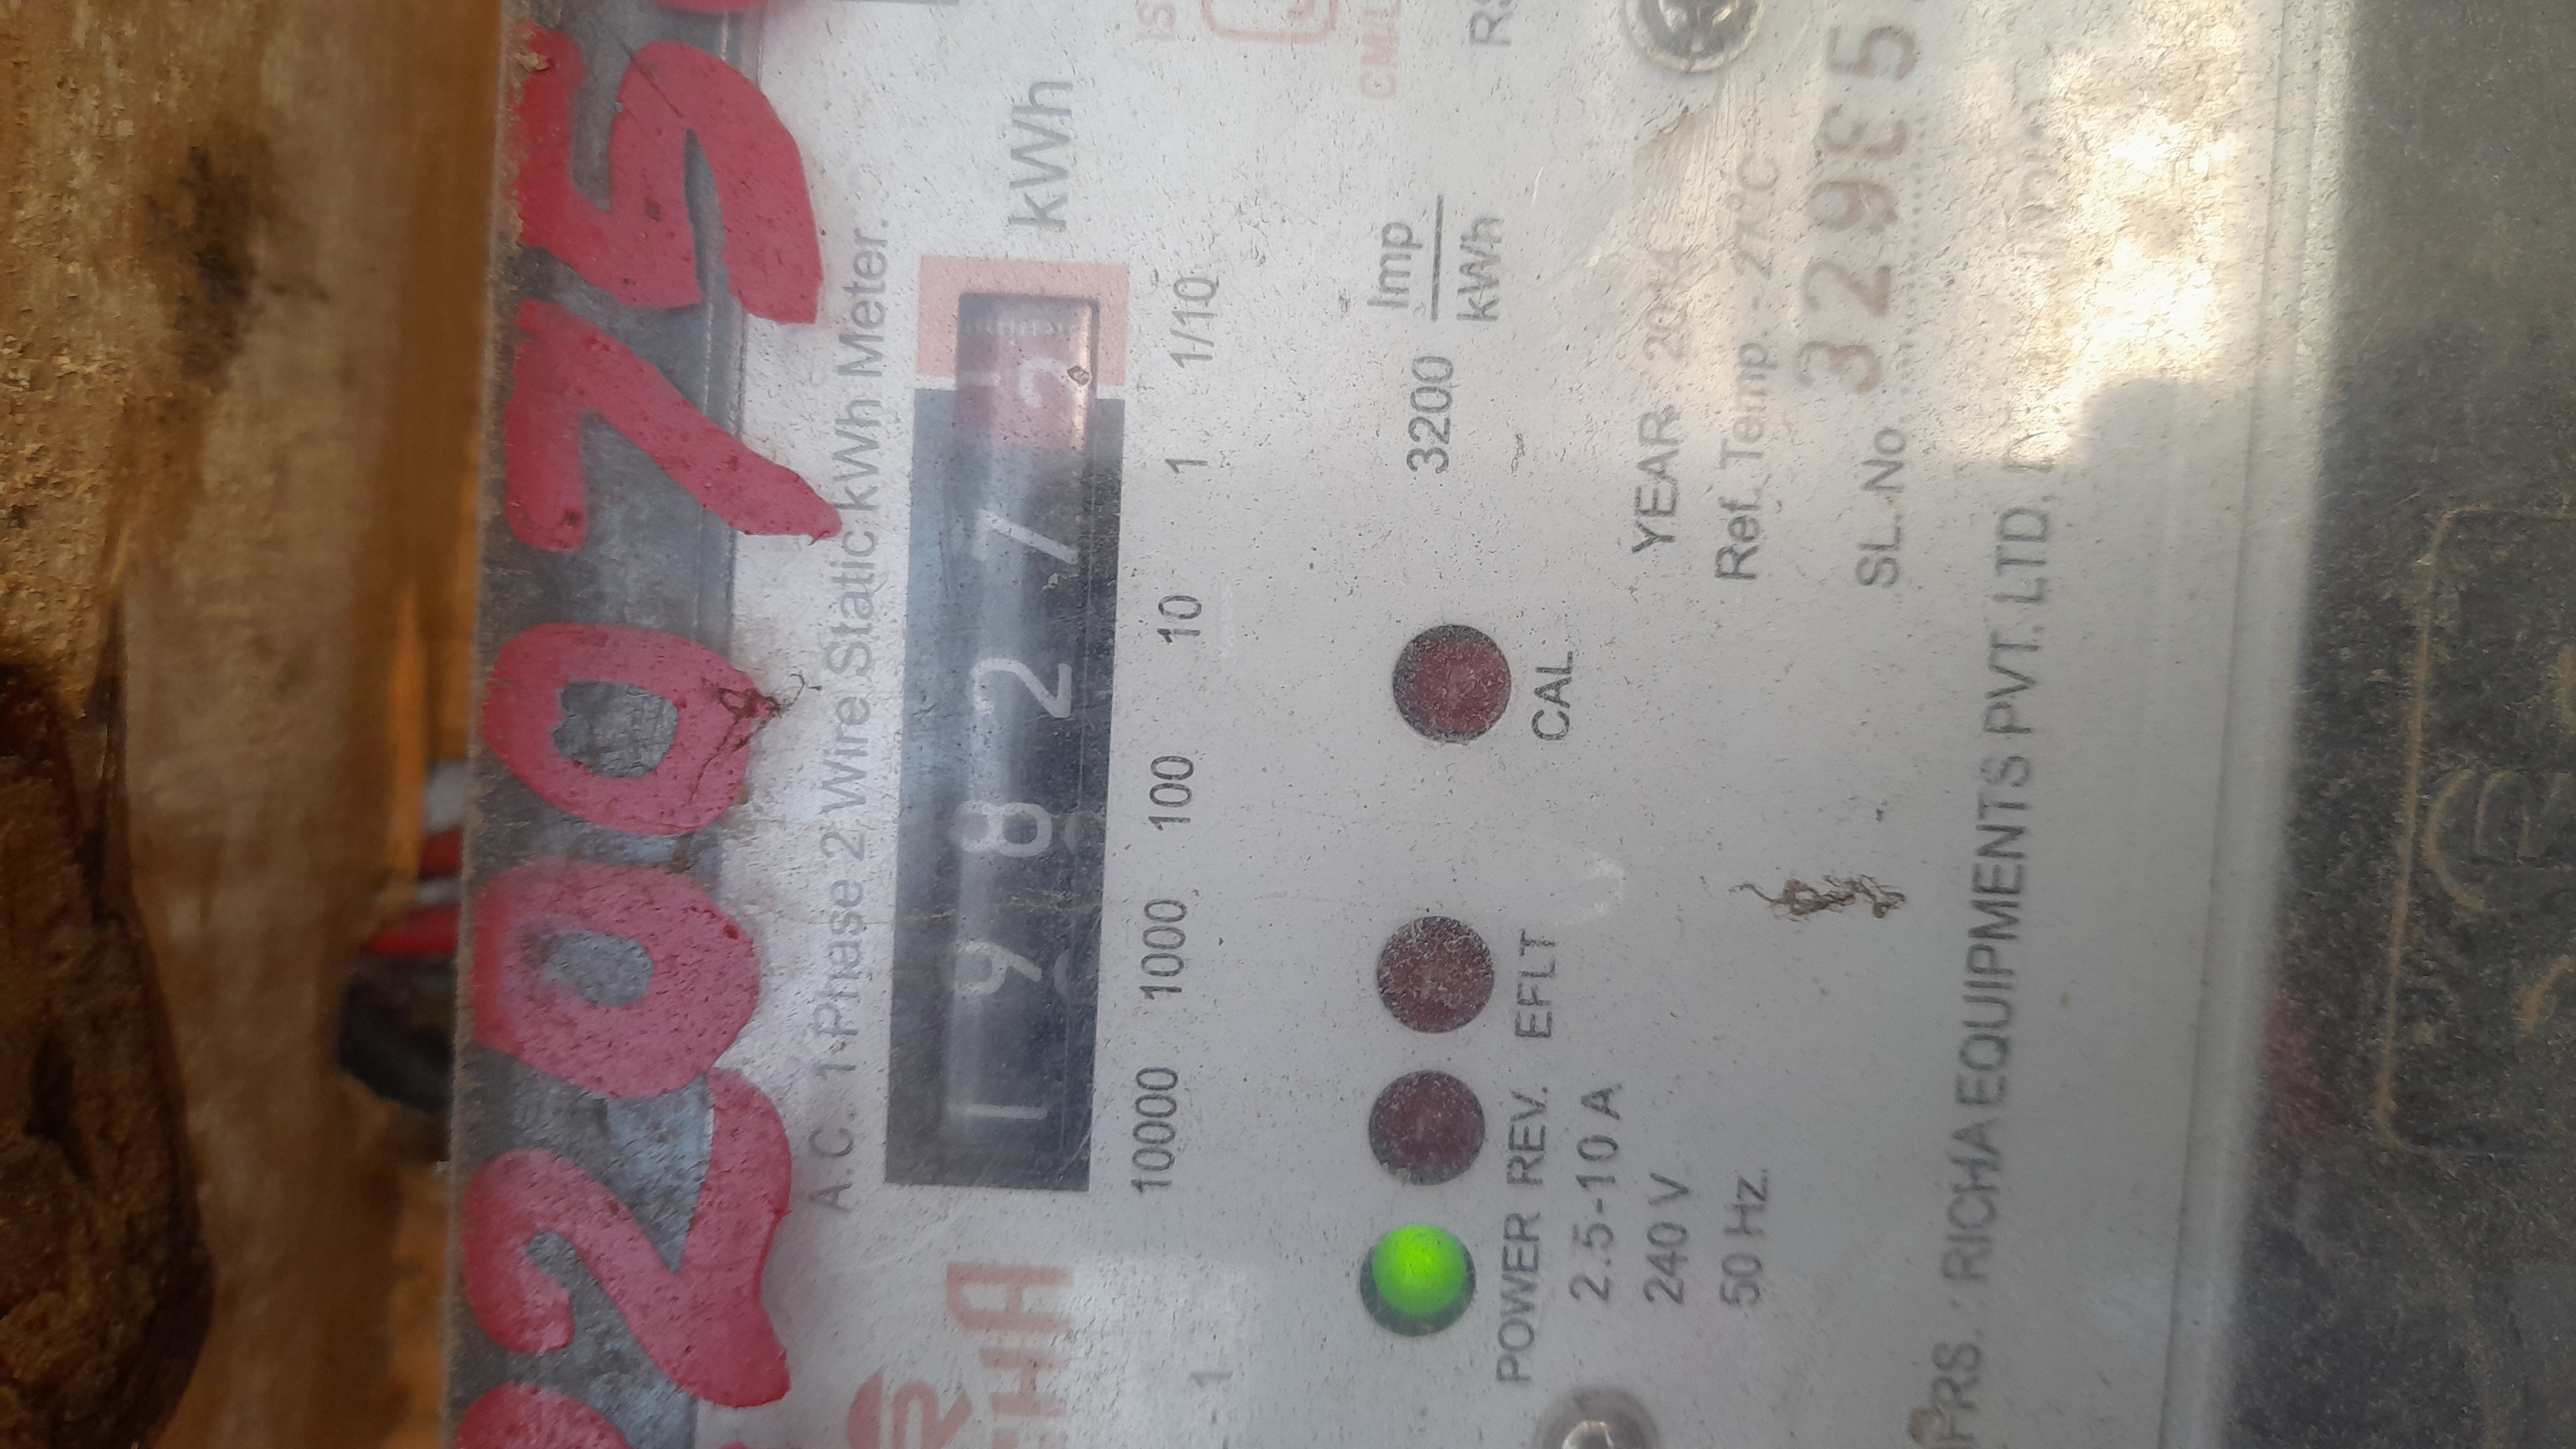 20075
A.C. 1-Phase 2 Wire Static kWh Meter.
1 9 8 2 7 5 kWh
10000 1000 100 10 1 1/10
3200 Imp/kWh
POWER REV. EFLT CAL
2.5-10 A
240 V
50 Hz.
YEAR
Ref. Temp. - 27°C
SL. No.
RICHA EQUIPMENTS PVT. LTD,